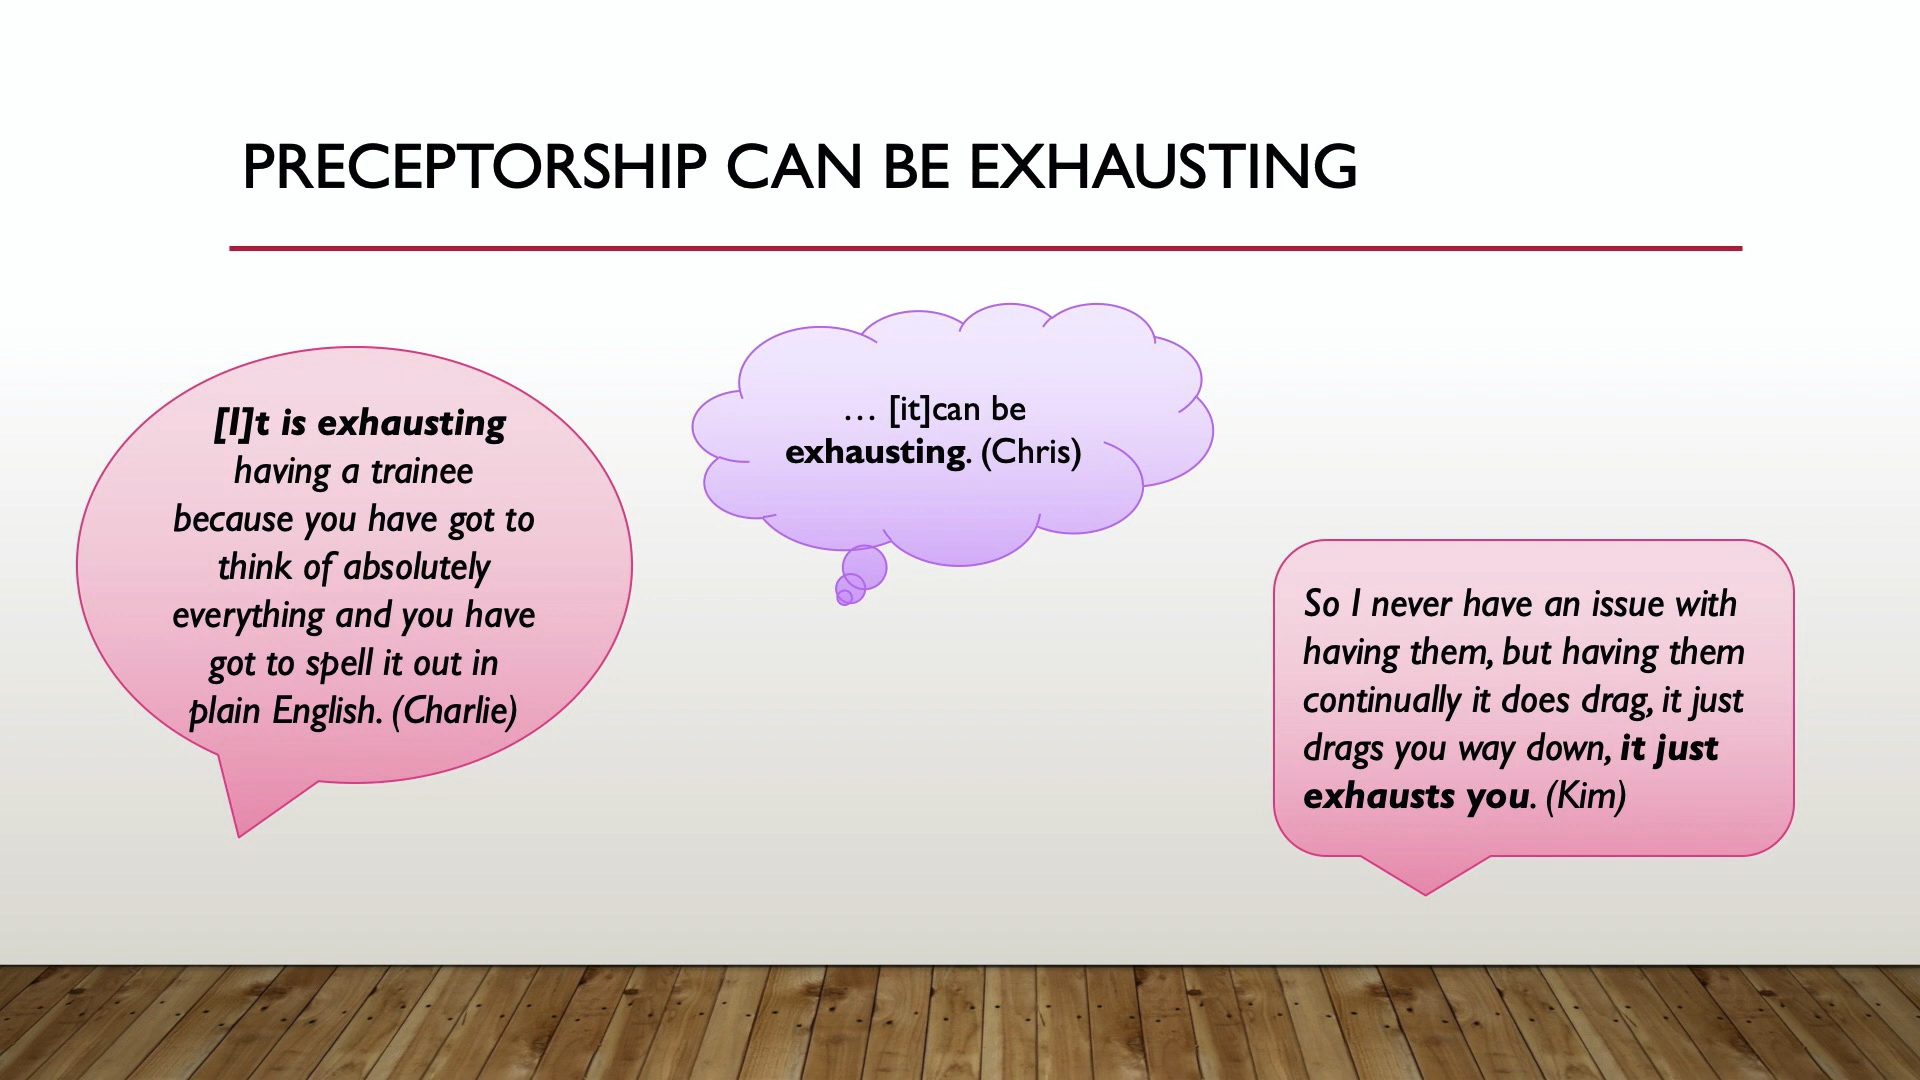 PRECEPTORSHIP CAN BE EXHAUSTING
[I]t is exhausting
having a trainee
because you have got to
think of absolutely
everything and you have
got to spell it out in
plain English. (Charlie)
… [it]can be
exhausting. (Chris)
So I never have an issue with
having them, but having them
continually it does drag, it just
drags you way down, it just
exhausts you. (Kim)